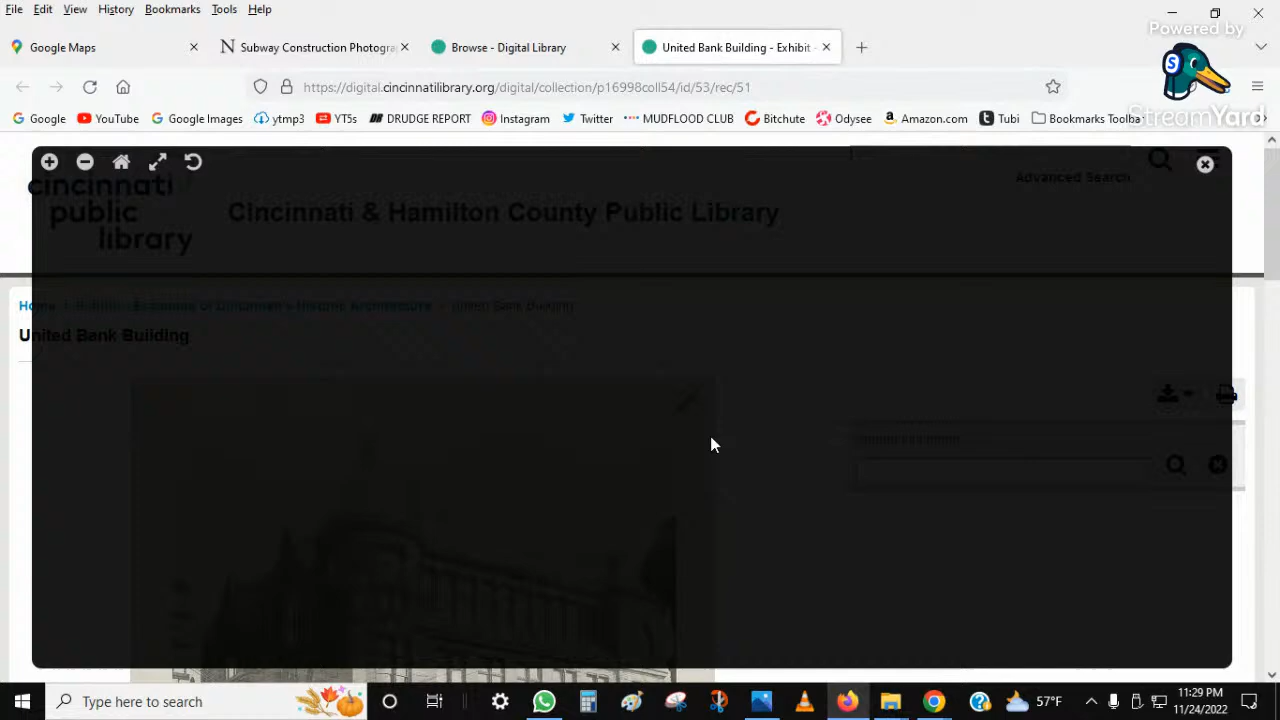 File Edit View History Bookmarks Tools Help
Powered by
StreamYard
Google Maps
Subway Construction Photogra
Browse - Digital Library
United Bank Building - Exhibit -
https://digital.cincinnatilibrary.org/digital/collection/p16998coll54/id/53/rec/51
Google YouTube Google Images ytmp3 YT5s DRUDGE REPORT Instagram Twitter MUDFLOOD CLUB Bitchute Odysee Amazon.com Tubi Bookmarks Toolba
cincinnati
public
library
Cincinnati & Hamilton County Public Library
Advanced Search
Home Cincinnati's Historic Architecture United Bank Building
United Bank Building
Type here to search
57°F
11:29 PM
11/24/2022